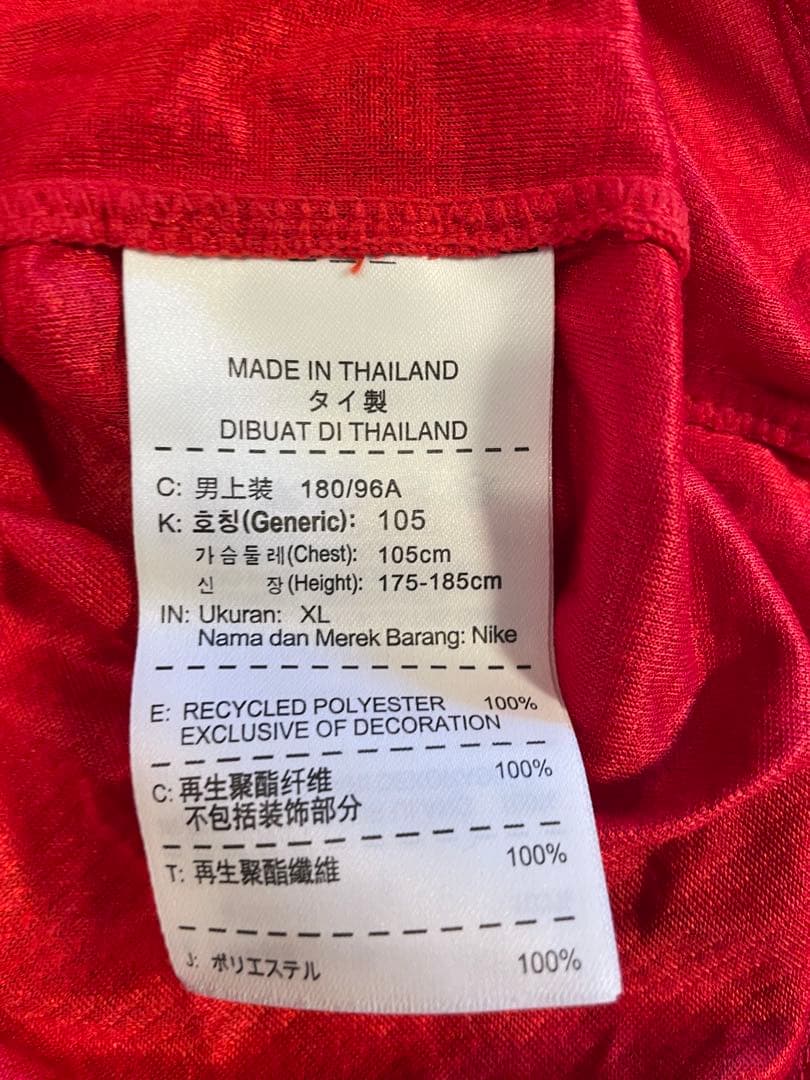 MADE IN THAILAND
タイ製
DIBUAT DI THAILAND
C: 男上装 180/96A
K: 호칭(Generic): 105
가슴둘레(Chest): 105cm
신 장(Height): 175-185cm
IN: Ukuran: XL
Nama dan Merek Barang: Nike
E: RECYCLED POLYESTER 100%
EXCLUSIVE OF DECORATION
C: 再生聚酯纤维 100%
不包括装饰部分
T: 再生聚酯纖維 100%
J: ポリエステル 100%